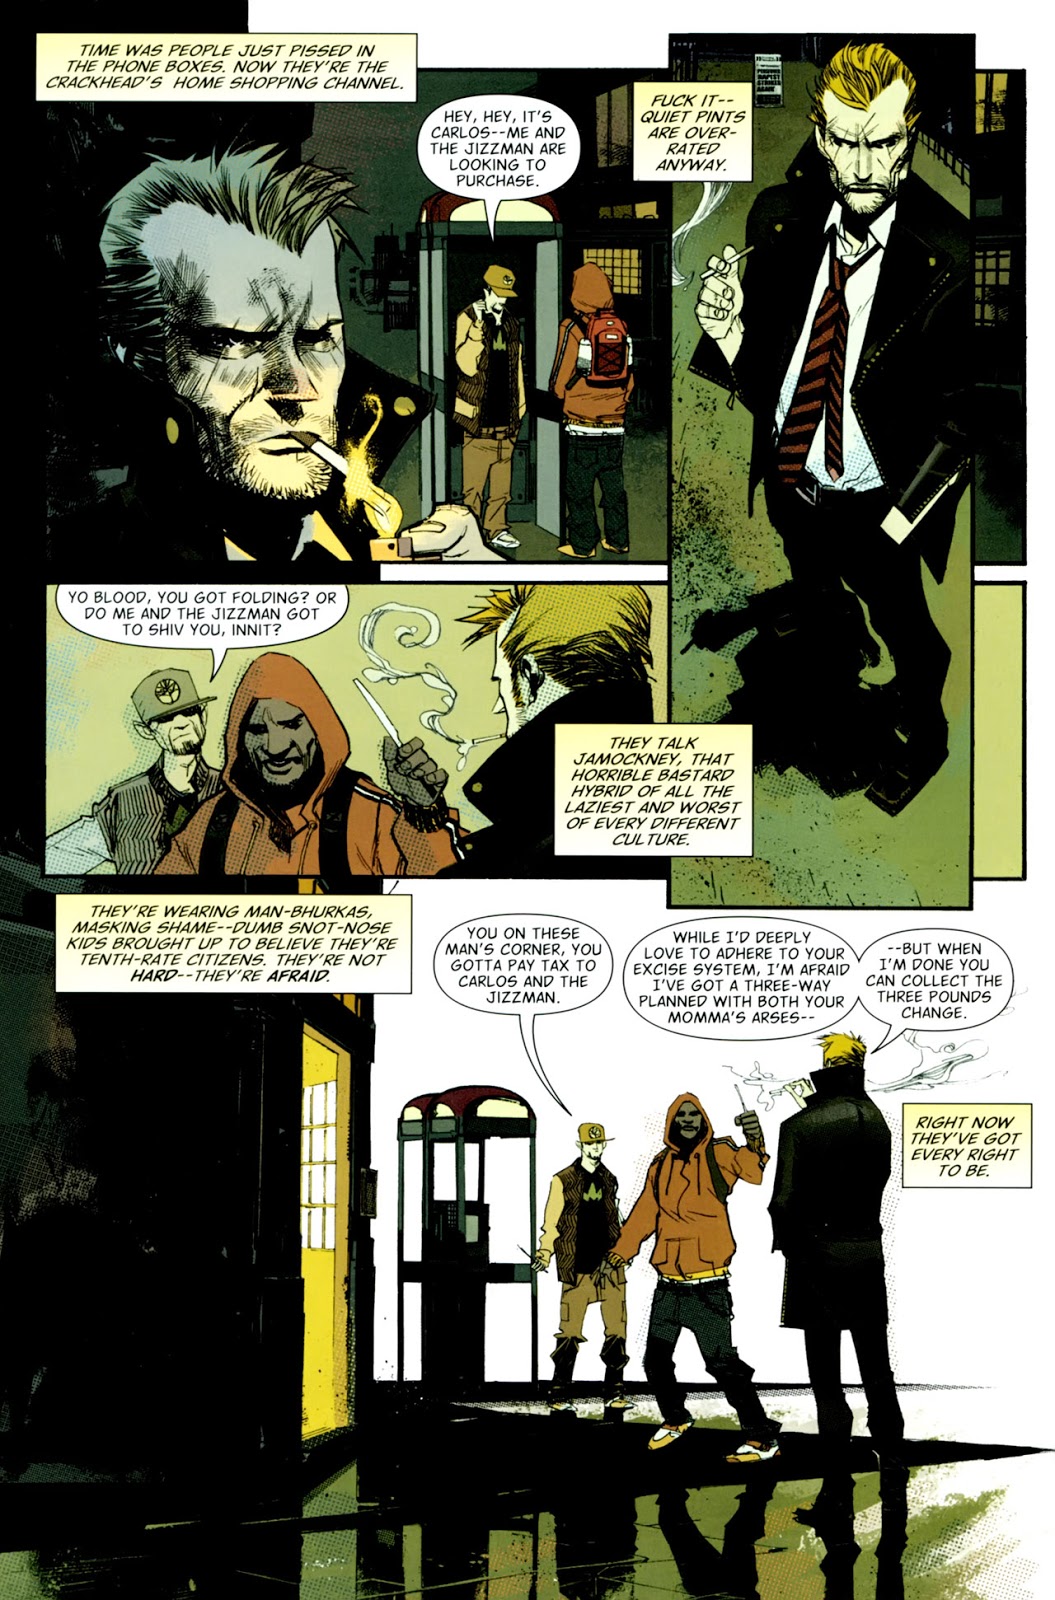 TIME WAS PEOPLE JUST PISSED IN
THE PHONE BOXES. NOW THEY'RE THE
CRACKHEAD'S HOME SHOPPING CHANNEL.
HEY, HEY, IT'S
CARLOS--ME AND
THE JIZZMAN ARE
LOOKING TO
PURCHASE.
FUCK IT--
QUIET PINTS
ARE OVER-
RATED
ANYWAY.
YO BLOOD, YOU GOT FOLDING? OR
DO ME AND THE JIZZMAN GOT
TO SHIV YOU, INNIT?
THEY TALK
JAMOCKNEY, THAT
HORRIBLE BASTARD
HYBRID OF ALL THE
LAZIEST AND WORST
OF EVERY DIFFERENT
CULTURE.
THEY'RE WEARING MAN-BHURKAS,
MASKING SHAME--DUMB SNOT-NOSE
KIDS BROUGHT UP TO BELIEVE THEY'RE
TENTH-RATE CITIZENS. THEY'RE NOT
HARD--THEY'RE AFRAID.
YOU ON THESE
MAN'S CORNER, YOU
GOTTA PAY TAX TO
CARLOS AND THE
JIZZMAN.
WHILE I'D DEEPLY
LOVE TO ADHERE TO YOUR
EXCISE SYSTEM, I'M AFRAID
I'VE GOT A THREE-WAY
PLANNED WITH BOTH YOUR
MOMMA'S ARSES--
--BUT WHEN
I'M DONE YOU
CAN COLLECT THE
THREE POUNDS
CHANGE.
RIGHT NOW
THEY'VE GOT
EVERY RIGHT
TO BE.